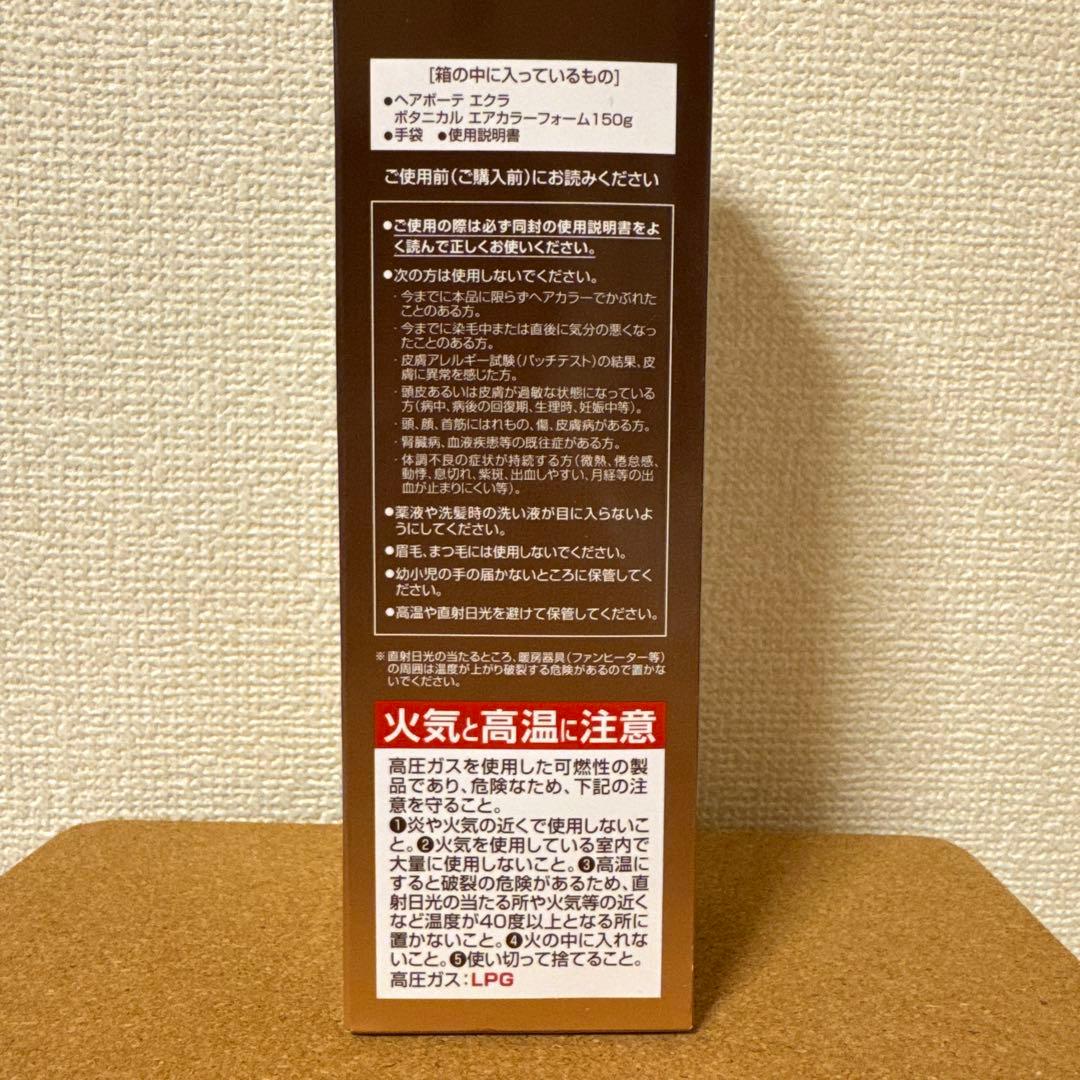 [箱の中に入っているもの]
●ヘアボーテ エクラ
ボタニカル エアカラーフォーム150g
●手袋 ●使用説明書
ご使用前(ご購入前)にお読みください
●ご使用の際は必ず同封の使用説明書をよ
く読んで正しくお使いください。
●次の方は使用しないでください。
・今までに本品に限らずヘアカラーでかぶれた
ことのある方。
・今までに染毛中または直後に気分の悪くなっ
たことのある方。
・皮膚アレルギー試験(パッチテスト)の結果、皮
膚に異常を感じた方。
・頭皮あるいは皮膚が過敏な状態になっている
方(病中、病後の回復期、生理時、妊娠中等)。
・頭、顔、首筋にはれもの、傷、皮膚病がある方。
・腎臓病、血液疾患等の既往症がある方。
・体調不良の症状が持続する方(微熱、倦怠感、
動悸、息切れ、紫斑、出血しやすい、月経等の出
血が止まりにくい等)。
●薬液や洗髪時の洗い液が目に入らないよ
うにしてください。
●眉毛、まつ毛には使用しないでください。
●幼小児の手の届かないところに保管してく
ださい。
●高温や直射日光を避けて保管してください。
※直射日光の当たるところ、暖房器具(ファンヒーター等)
の周囲は温度が上がり破裂する危険があるので置かな
いでください。
火気と高温に注意
高圧ガスを使用した可燃性の製
品であり、危険なため、下記の注
意を守ること。
❶炎や火気の近くで使用しないこ
と。❷火気を使用している室内で
大量に使用しないこと。❸高温に
すると破裂の危険があるため、直
射日光の当たる所や火気等の近く
など温度が40度以上となる所に
置かないこと。❹火の中に入れな
いこと。❺使い切って捨てること。
高圧ガス:LPG